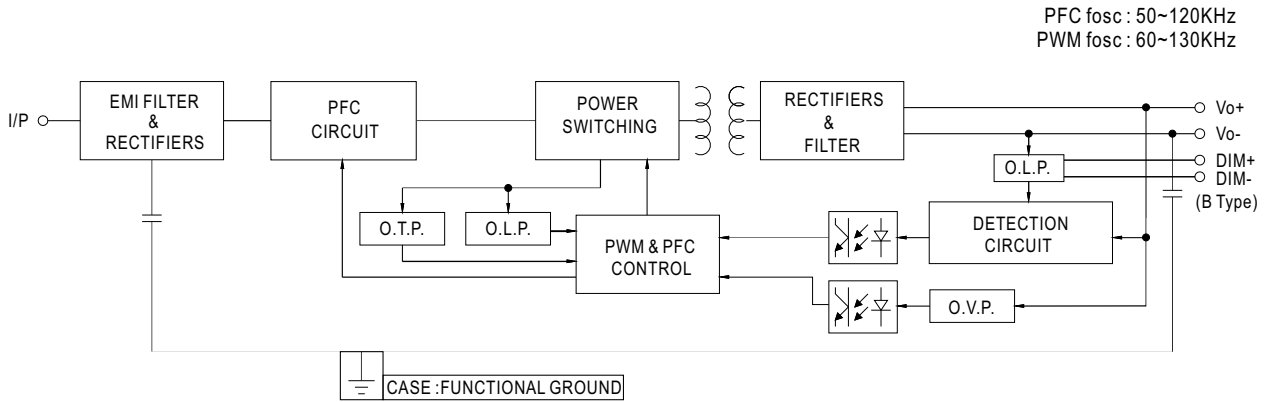 PFC fosc : 50~120KHz
PWM fosc : 60~130KHz
I/P
EMI FILTER
&
RECTIFIERS
PFC
CIRCUIT
POWER
SWITCHING
RECTIFIERS
&
FILTER
Vo+
Vo-
DIM+
DIM-
(B Type)
O.L.P.
O.T.P.
O.L.P.
PWM & PFC
CONTROL
DETECTION
CIRCUIT
O.V.P.
CASE : FUNCTIONAL GROUND